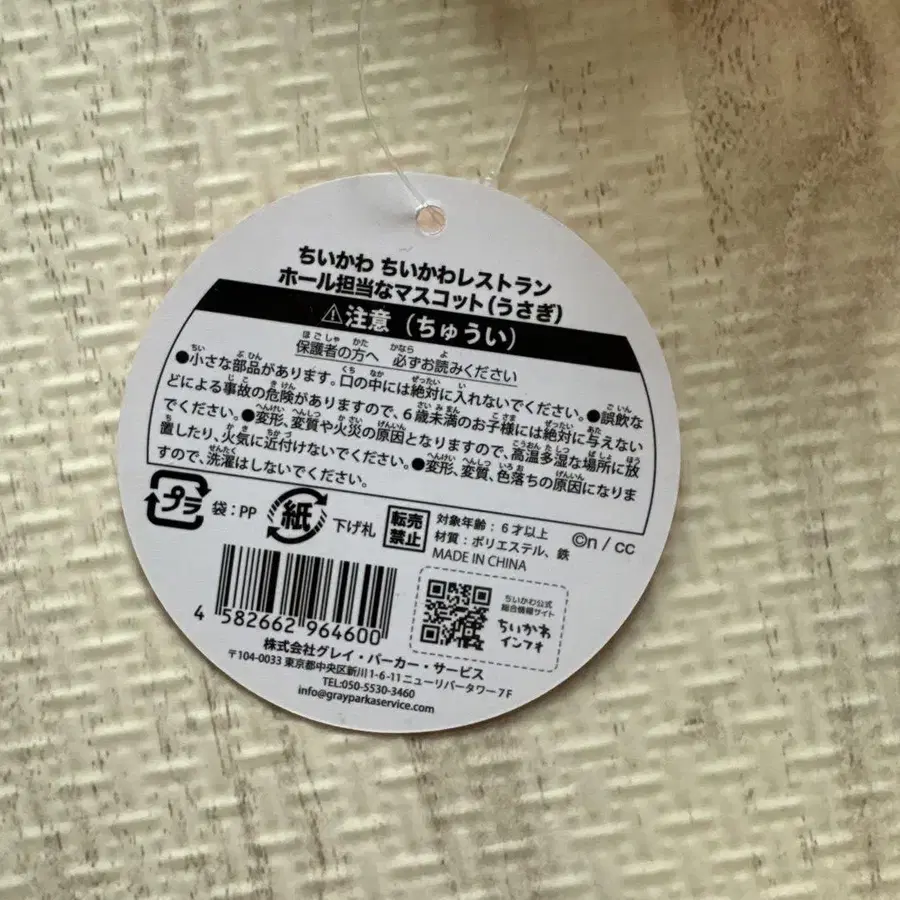 ちいかわ ちいかわレストラン
ホール担当なマスコット(うさぎ)
⚠注意(ちゅうい)
保護者の方へ 必ずお読みください
●小さな部品があります。口の中には絶対に入れないでください。●誤飲な
どによる事故の危険がありますので、6歳未満のお子様には絶対に与えない
でください。●変形、変質や火災の原因となりますので、高温多湿な場所に放
置したり、火気に近付けないでください。●変形、変質、色落ちの原因になりま
すので、洗濯はしないでください。
プラ 袋:PP 紙 下げ札 転売禁止
対象年齢:6才以上
材質:ポリエステル、鉄
MADE IN CHINA
©n / cc
4 582662 964600
ちいかわ公式
総合情報サイト
ちいかわ
インフォ
株式会社グレイ・パーカー・サービス
〒104-0033 東京都中央区新川1-6-11 ニューリバータワー7F
TEL:050-5530-3460
info@grayparkaservice.com